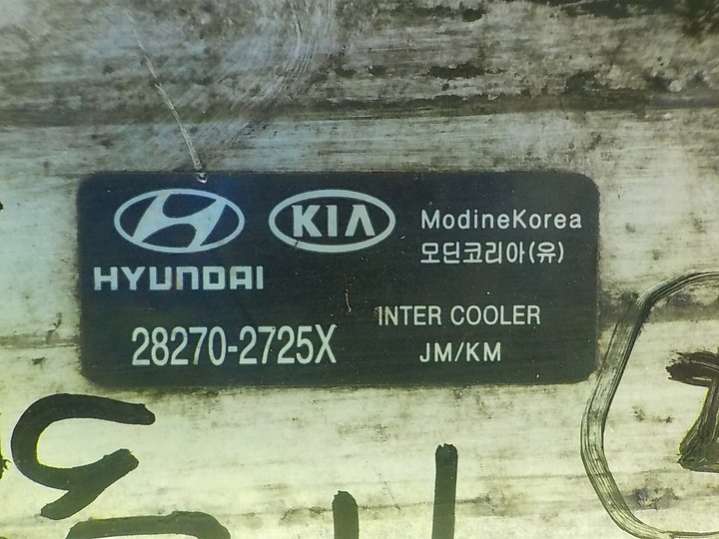 HYUNDAI
KIA
ModineKorea
모딘코리아(유)
28270-2725X
INTER COOLER
JM/KM